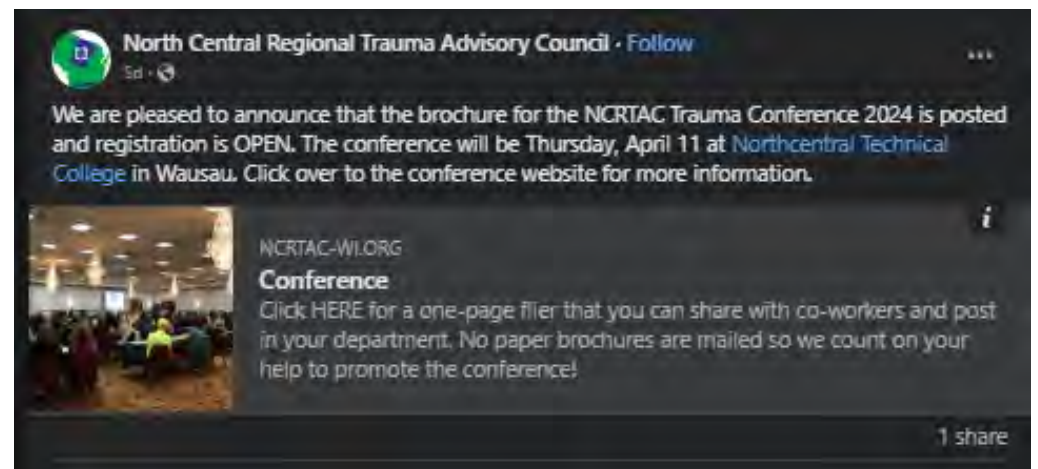 North Central Regional Trauma Advisory Council · Follow
5d ·
We are pleased to announce that the brochure for the NCRTAC Trauma Conference 2024 is posted
and registration is OPEN. The conference will be Thursday, April 11 at Northcentral Technical
College in Wausau. Click over to the conference website for more information.
NCRTAC-WI.ORG
Conference
Click HERE for a one-page flier that you can share with co-workers and post
in your department. No paper brochures are mailed so we count on your
help to promote the conference!
1 share